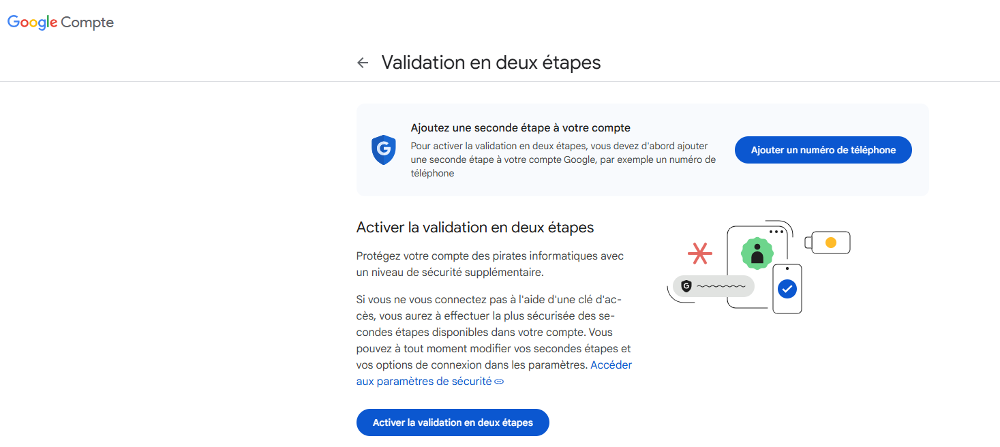 Google Compte
Validation en deux étapes
Ajoutez une seconde étape à votre compte
Pour activer la validation en deux étapes, vous devez d'abord ajouter
une seconde étape à votre compte Google, par exemple un numéro de
téléphone
Ajouter un numéro de téléphone
Activer la validation en deux étapes
Protégez votre compte des pirates informatiques avec
un niveau de sécurité supplémentaire.
Si vous ne vous connectez pas à l'aide d'une clé d'ac-
cès, vous aurez à effectuer la plus sécurisée des se-
condes étapes disponibles dans votre compte. Vous
pouvez à tout moment modifier vos secondes étapes et
vos options de connexion dans les paramètres. Accéder
aux paramètres de sécurité
Activer la validation en deux étapes